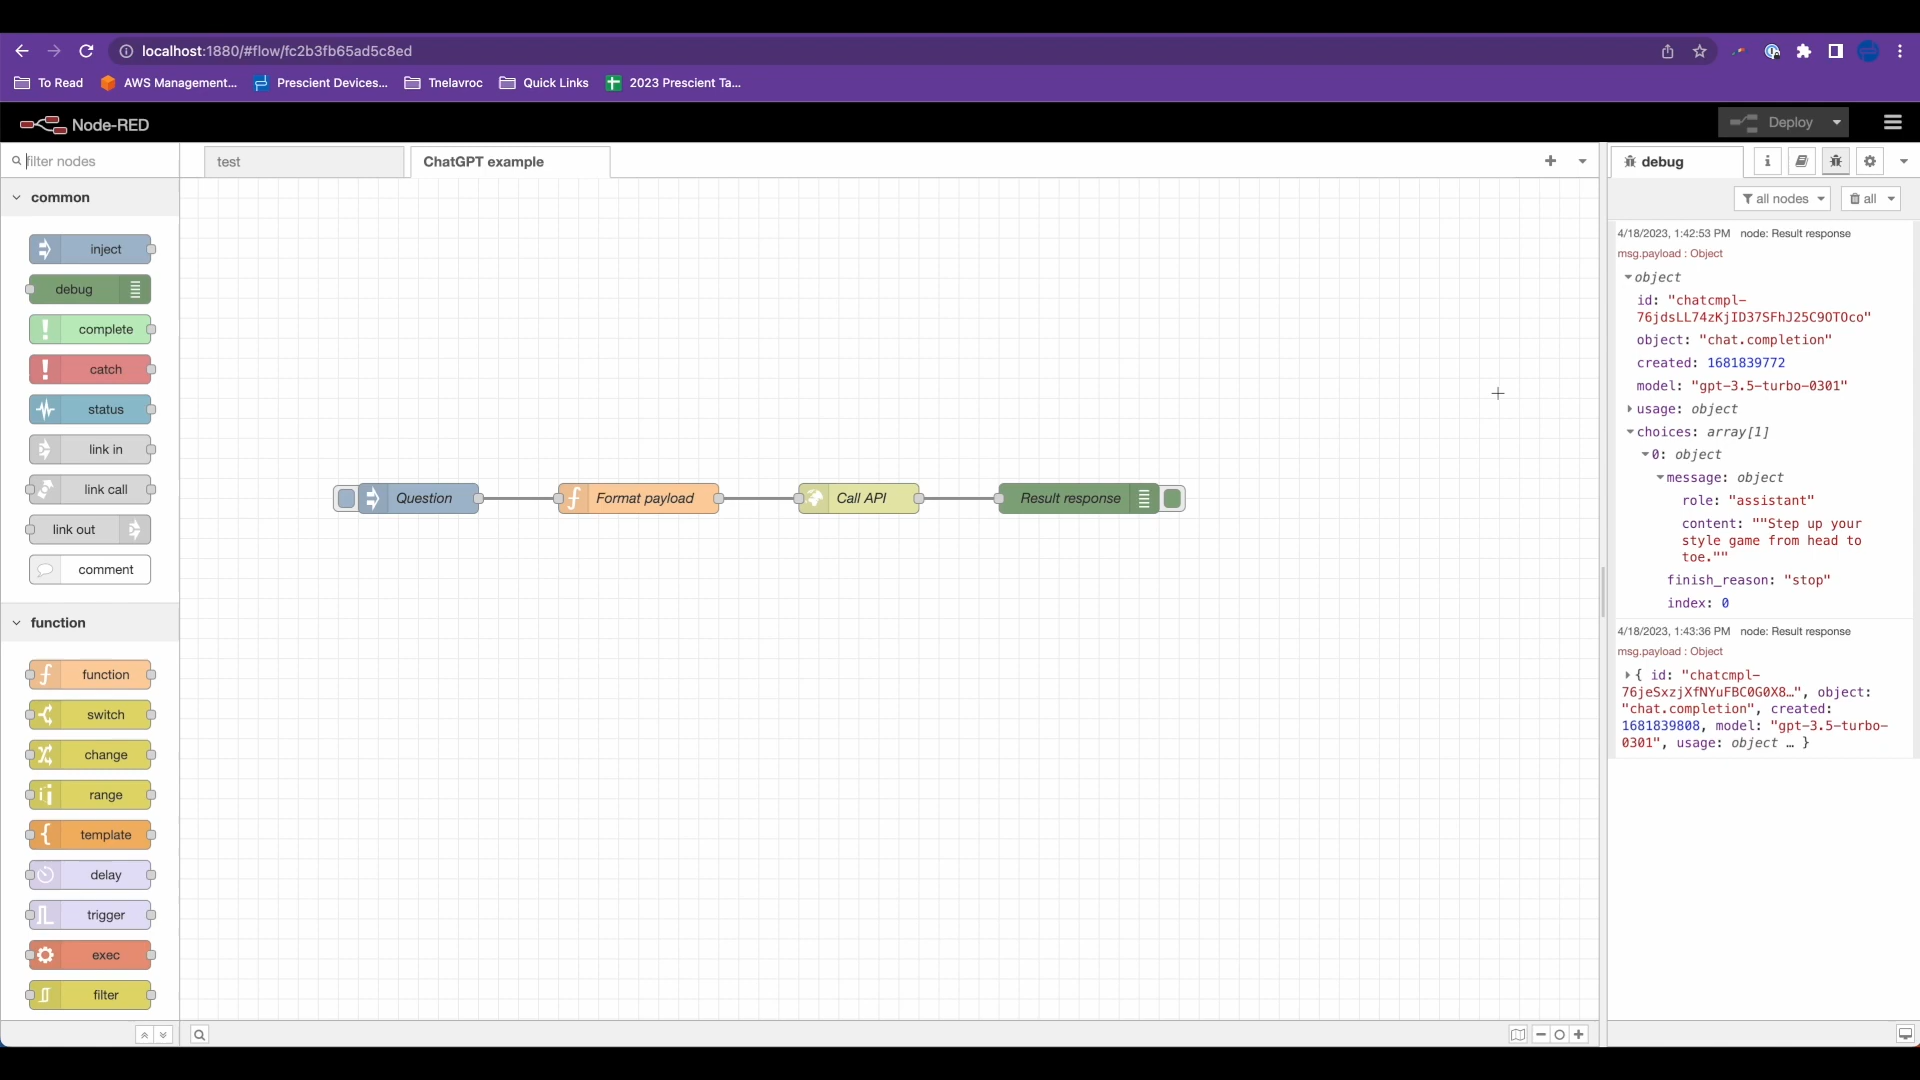 localhost:1880/#flow/fc2b3fb65ad5c8ed
To Read AWS Management... Prescient Devices... Tnelavroc Quick Links 2023 Prescient Ta...
Node-RED Deploy
filter nodes test ChatGPT example debug
common
all nodes all
inject
debug
complete
catch
status
link in
link call
link out
comment
function
function
switch
change
range
template
delay
trigger
exec
filter
Question Format payload Call API Result response
4/18/2023, 1:42:53 PM node: Result response
msg.payload : Object
object
id: "chatcmpl-
76jdsLL74zKjID37SFhJ25C9OTOco"
object: "chat.completion"
created: 1681839772
model: "gpt-3.5-turbo-0301"
usage: object
choices: array[1]
0: object
message: object
role: "assistant"
content: ""Step up your
style game from head to
toe.""
finish_reason: "stop"
index: 0
4/18/2023, 1:43:36 PM node: Result response
msg.payload : Object
{ id: "chatcmpl-
76jeSxzjXfNYuFBC0G0X8…", object:
"chat.completion", created:
1681839808, model: "gpt-3.5-turbo-
0301", usage: object … }